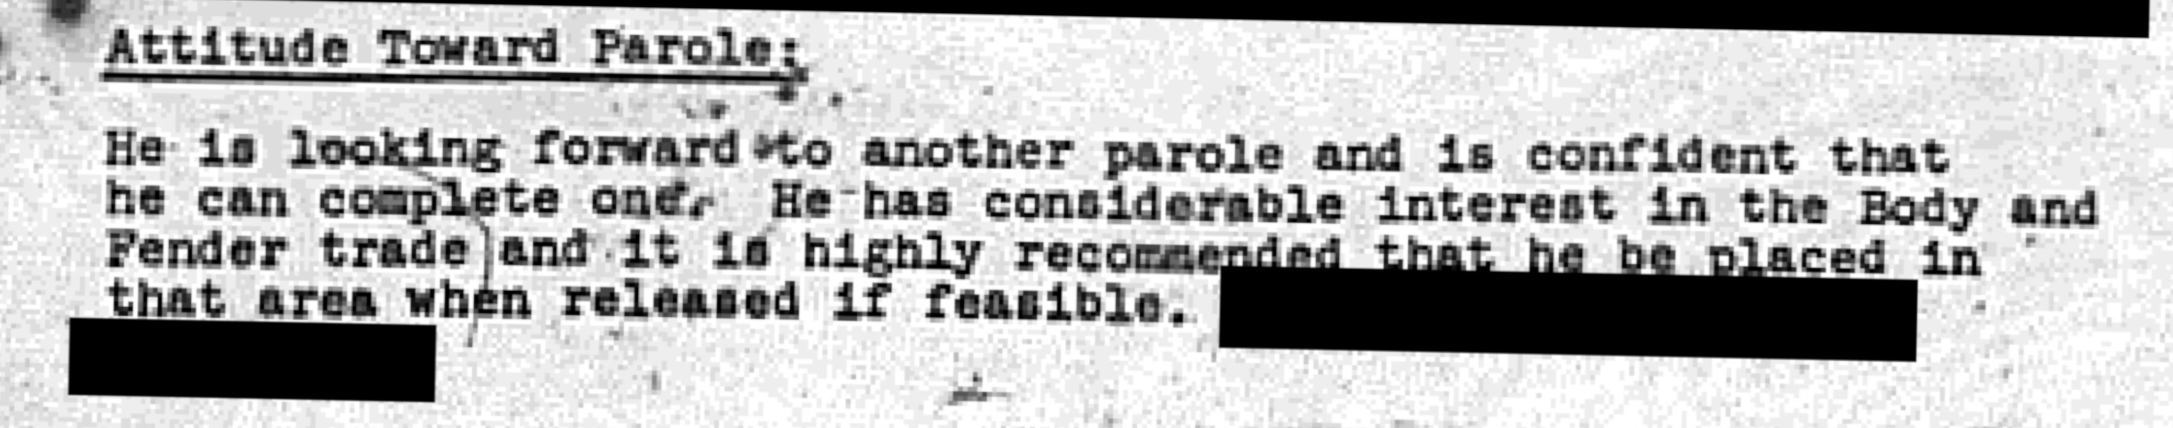 Attitude Toward Parole:
He is looking forward to another parole and is confident that
he can complete one. He has considerable interest in the Body and
Fender trade and it is highly recommended that he be placed in
that area when released if feasible.